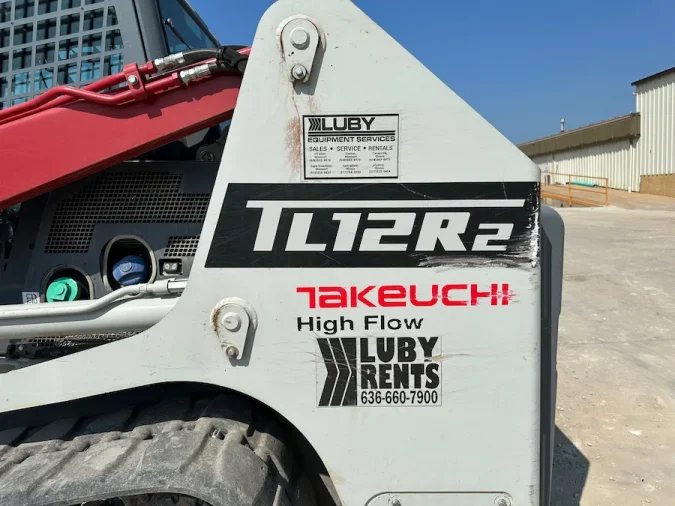 LUBY
EQUIPMENT SERVICES
SALES • SERVICE • RENTALS
TL12R2
TAKEUCHI
High Flow
LUBY
RENTS
636-660-7900